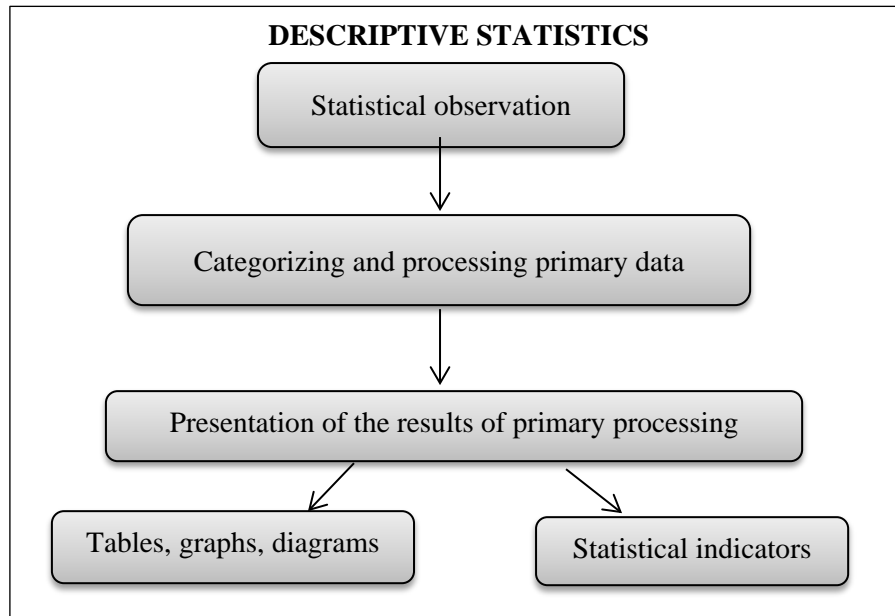 DESCRIPTIVE STATISTICS
Statistical observation
Categorizing and processing primary data
Presentation of the results of primary processing
Tables, graphs, diagrams
Statistical indicators